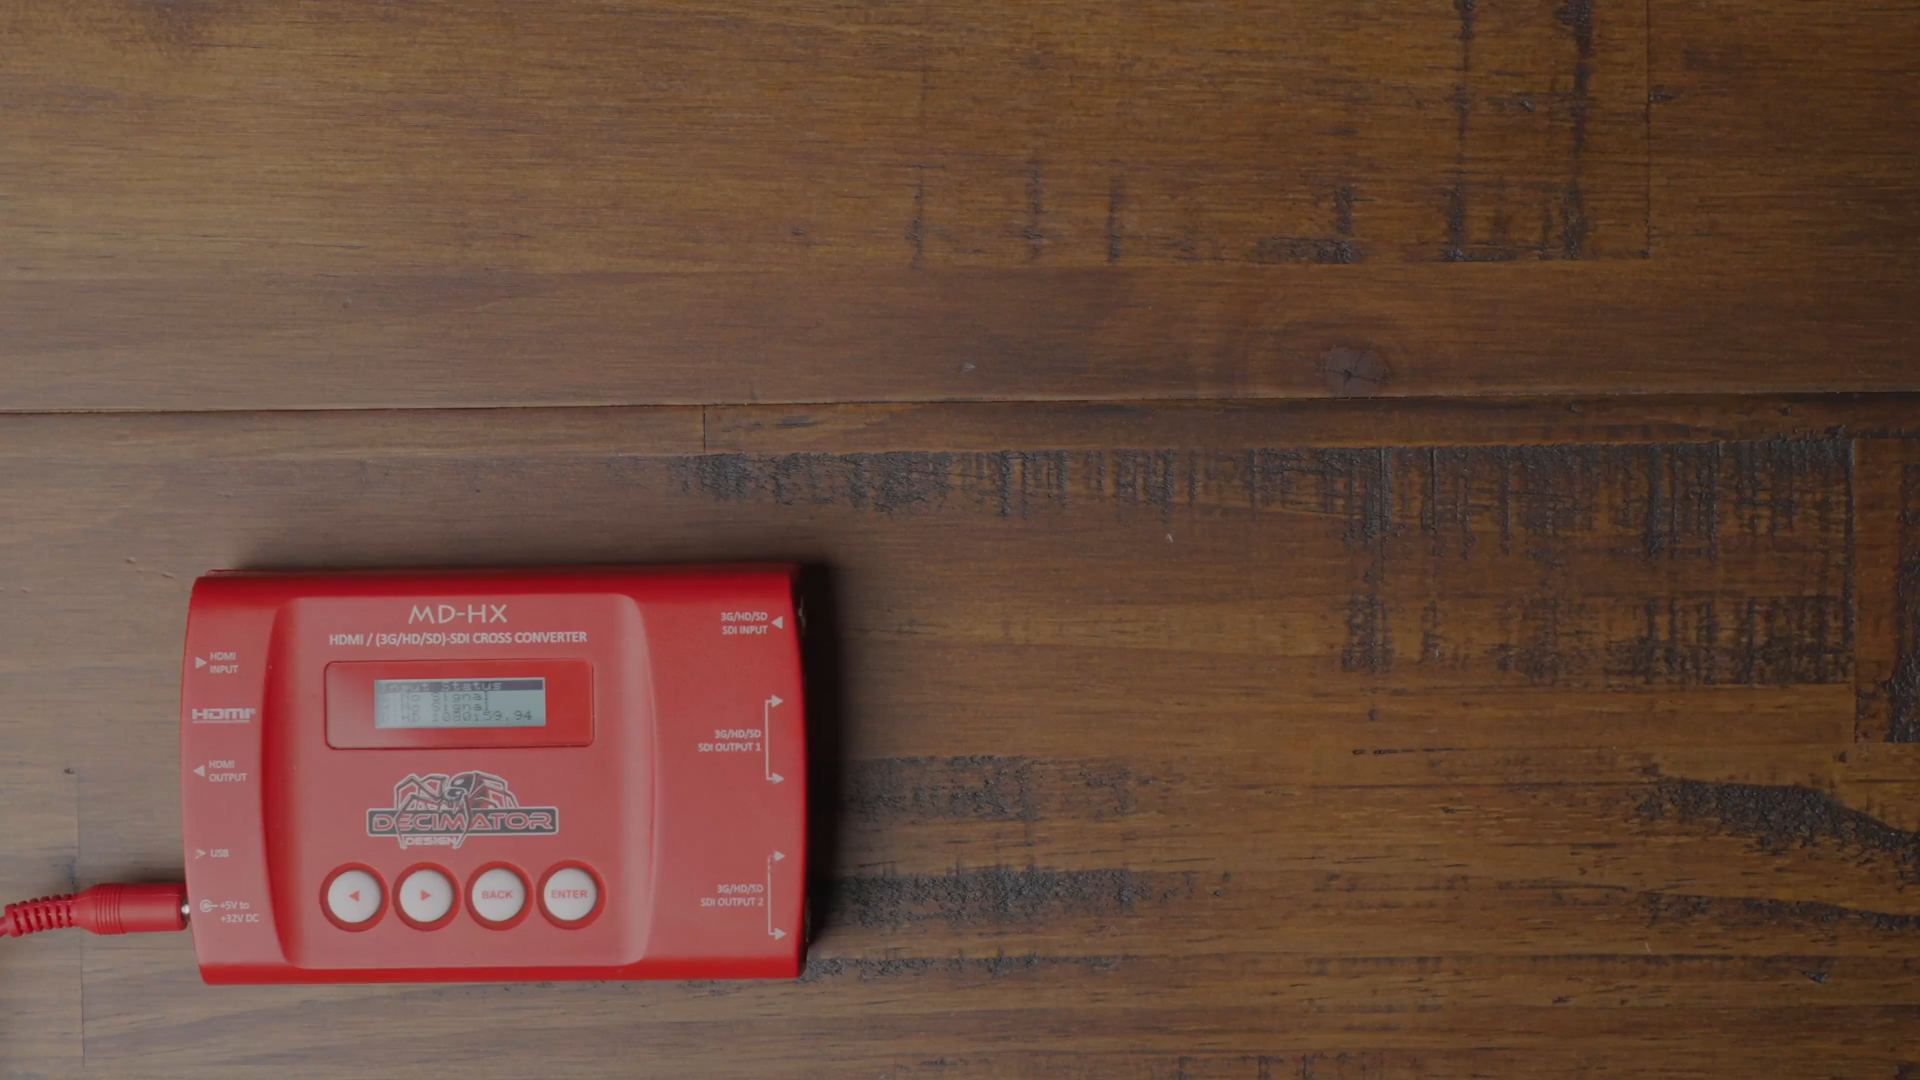 MD-HX
HDMI / (3G/HD/SD)-SDI CROSS CONVERTER
HDMI
INPUT
HDMI
HDMI
OUTPUT
USB
+5V to
+32V DC
Input Status
No Signal
No Signal
HD 1080i59.94
DECIMATOR
DESIGN
BACK
ENTER
3G/HD/SD
SDI INPUT
3G/HD/SD
SDI OUTPUT 1
3G/HD/SD
SDI OUTPUT 2